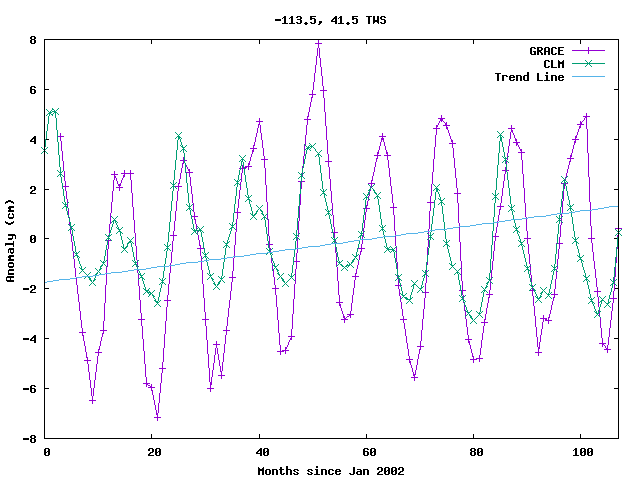 -113.5, 41.5 TWS
GRACE
CLM
Trend Line
8
6
4
2
0
-2
-4
-6
-8
Anomaly (cm)
0 20 40 60 80 100
Months since Jan 2002